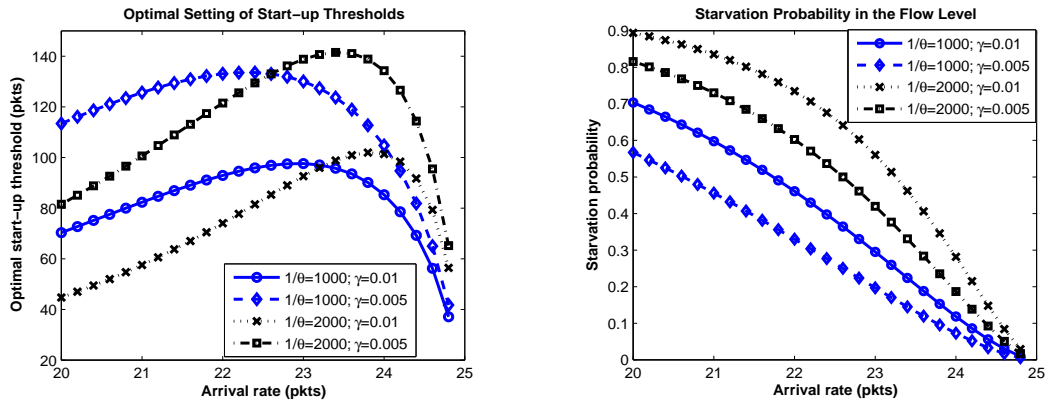 Optimal Setting of Start−up Thresholds
Optimal start−up threshold (pkts)
140
120
100
80
60
40
20
20
21
22
23
24
25
Arrival rate (pkts)
1/θ=1000; γ=0.01
1/θ=1000; γ=0.005
1/θ=2000; γ=0.01
1/θ=2000; γ=0.005
Starvation Probability in the Flow Level
Starvation probability
0.9
0.8
0.7
0.6
0.5
0.4
0.3
0.2
0.1
0
20
21
22
23
24
25
Arrival rate (pkts)
1/θ=1000; γ=0.01
1/θ=1000; γ=0.005
1/θ=2000; γ=0.01
1/θ=2000; γ=0.005